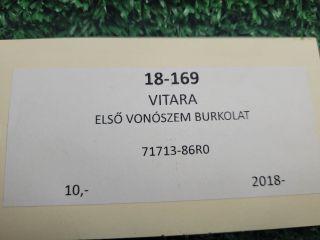 18-169
VITARA
ELSŐ VONÓSZEM BURKOLAT
71713-86R0
10,- 2018-